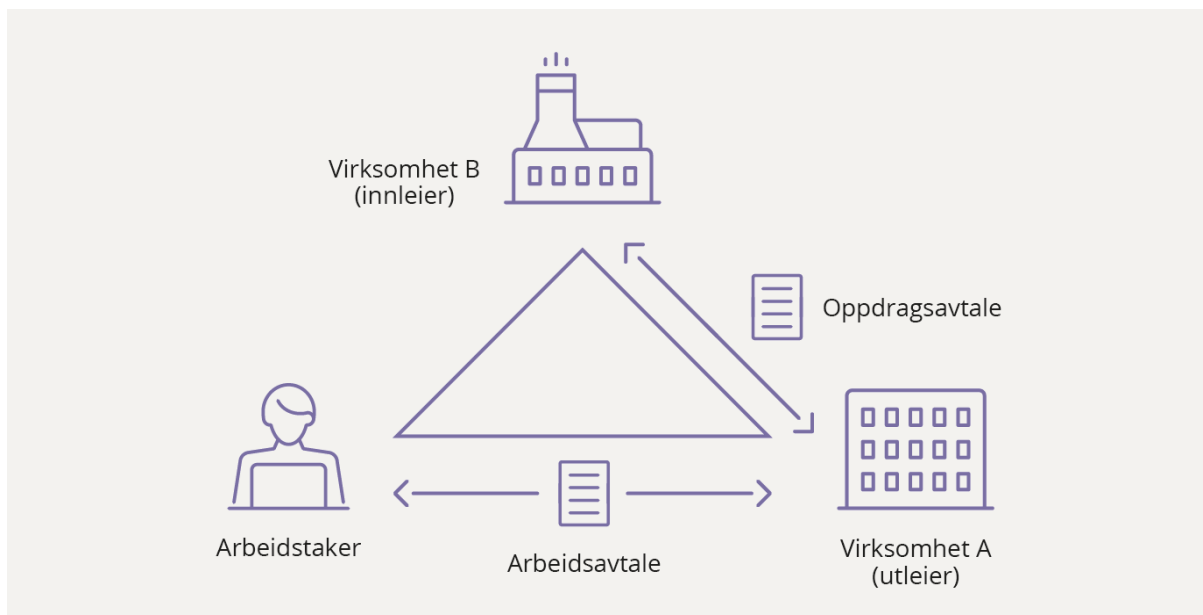 Virksomhet B
(innleier)
Oppdragsavtale
Arbeidstaker
Arbeidsavtale
Virksomhet A
(utleier)